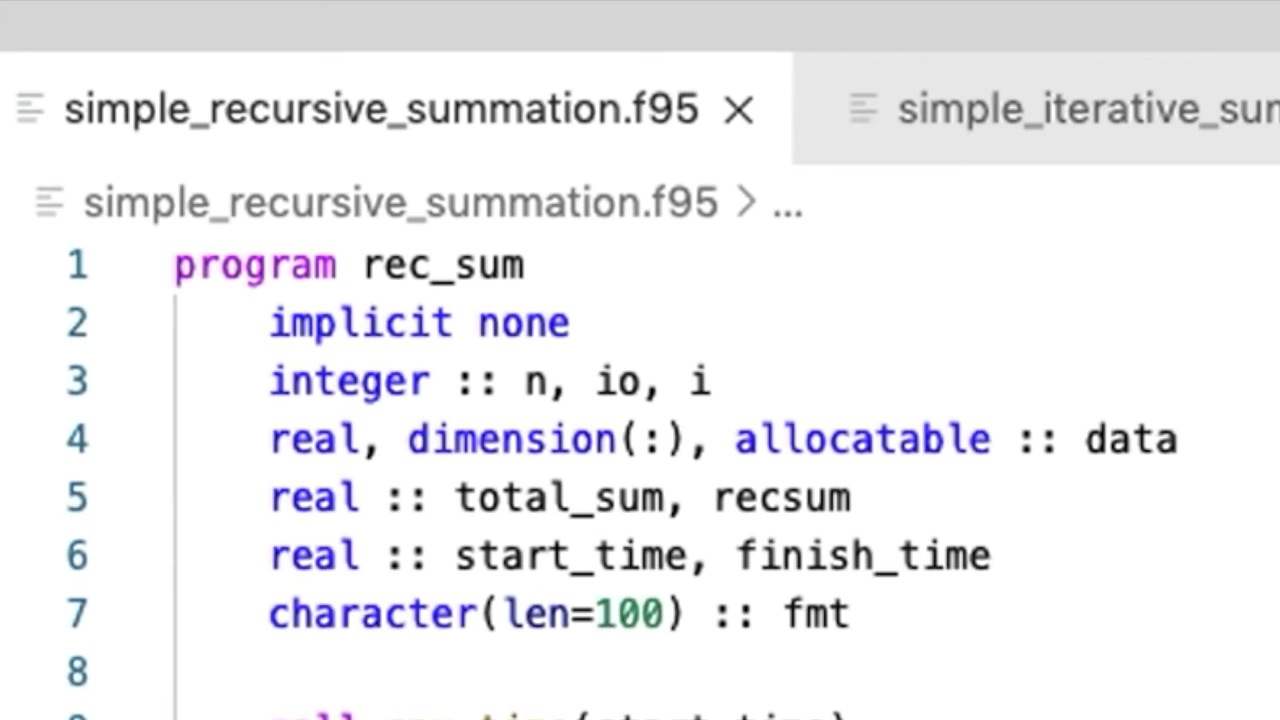 simple_recursive_summation.f95 ×
simple_iterative_sum
simple_recursive_summation.f95 > ...
1 program rec_sum
2 implicit none
3 integer :: n, io, i
4 real, dimension(:), allocatable :: data
5 real :: total_sum, recsum
6 real :: start_time, finish_time
7 character(len=100) :: fmt
8